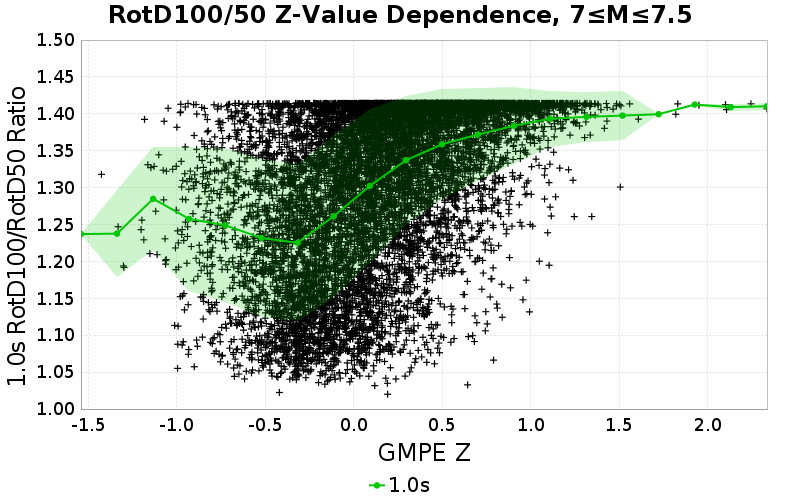 RotD100/50 Z-Value Dependence, 7≤M≤7.5
1.0s RotD100/RotD50 Ratio
1.50
1.45
1.40
1.35
1.30
1.25
1.20
1.15
1.10
1.05
1.00
-1.5 -1.0 -0.5 0.0 0.5 1.0 1.5 2.0
GMPE Z
1.0s